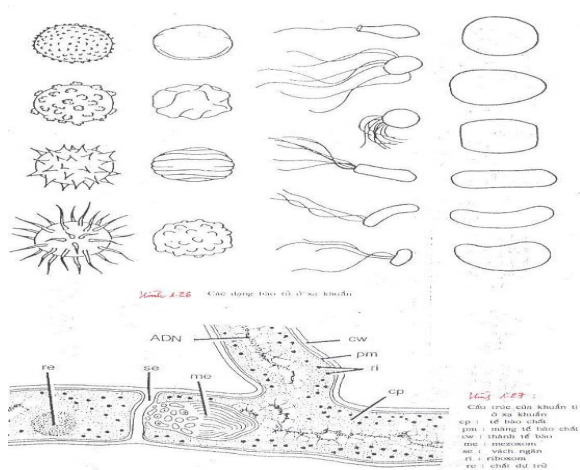 Hình 1-26 Các dạng bào tử ở xạ khuẩn
ADN
cw
pm
ri
re
se
me
cp
Hình 1-27 :
Cấu trúc của khuẩn ti
ở xạ khuẩn
cp : tế bào chất
pm : màng tế bào chất
cw : thành tế bào
me : mezoxom
se : vách ngăn
ri : riboxom
re : chất dự trữ